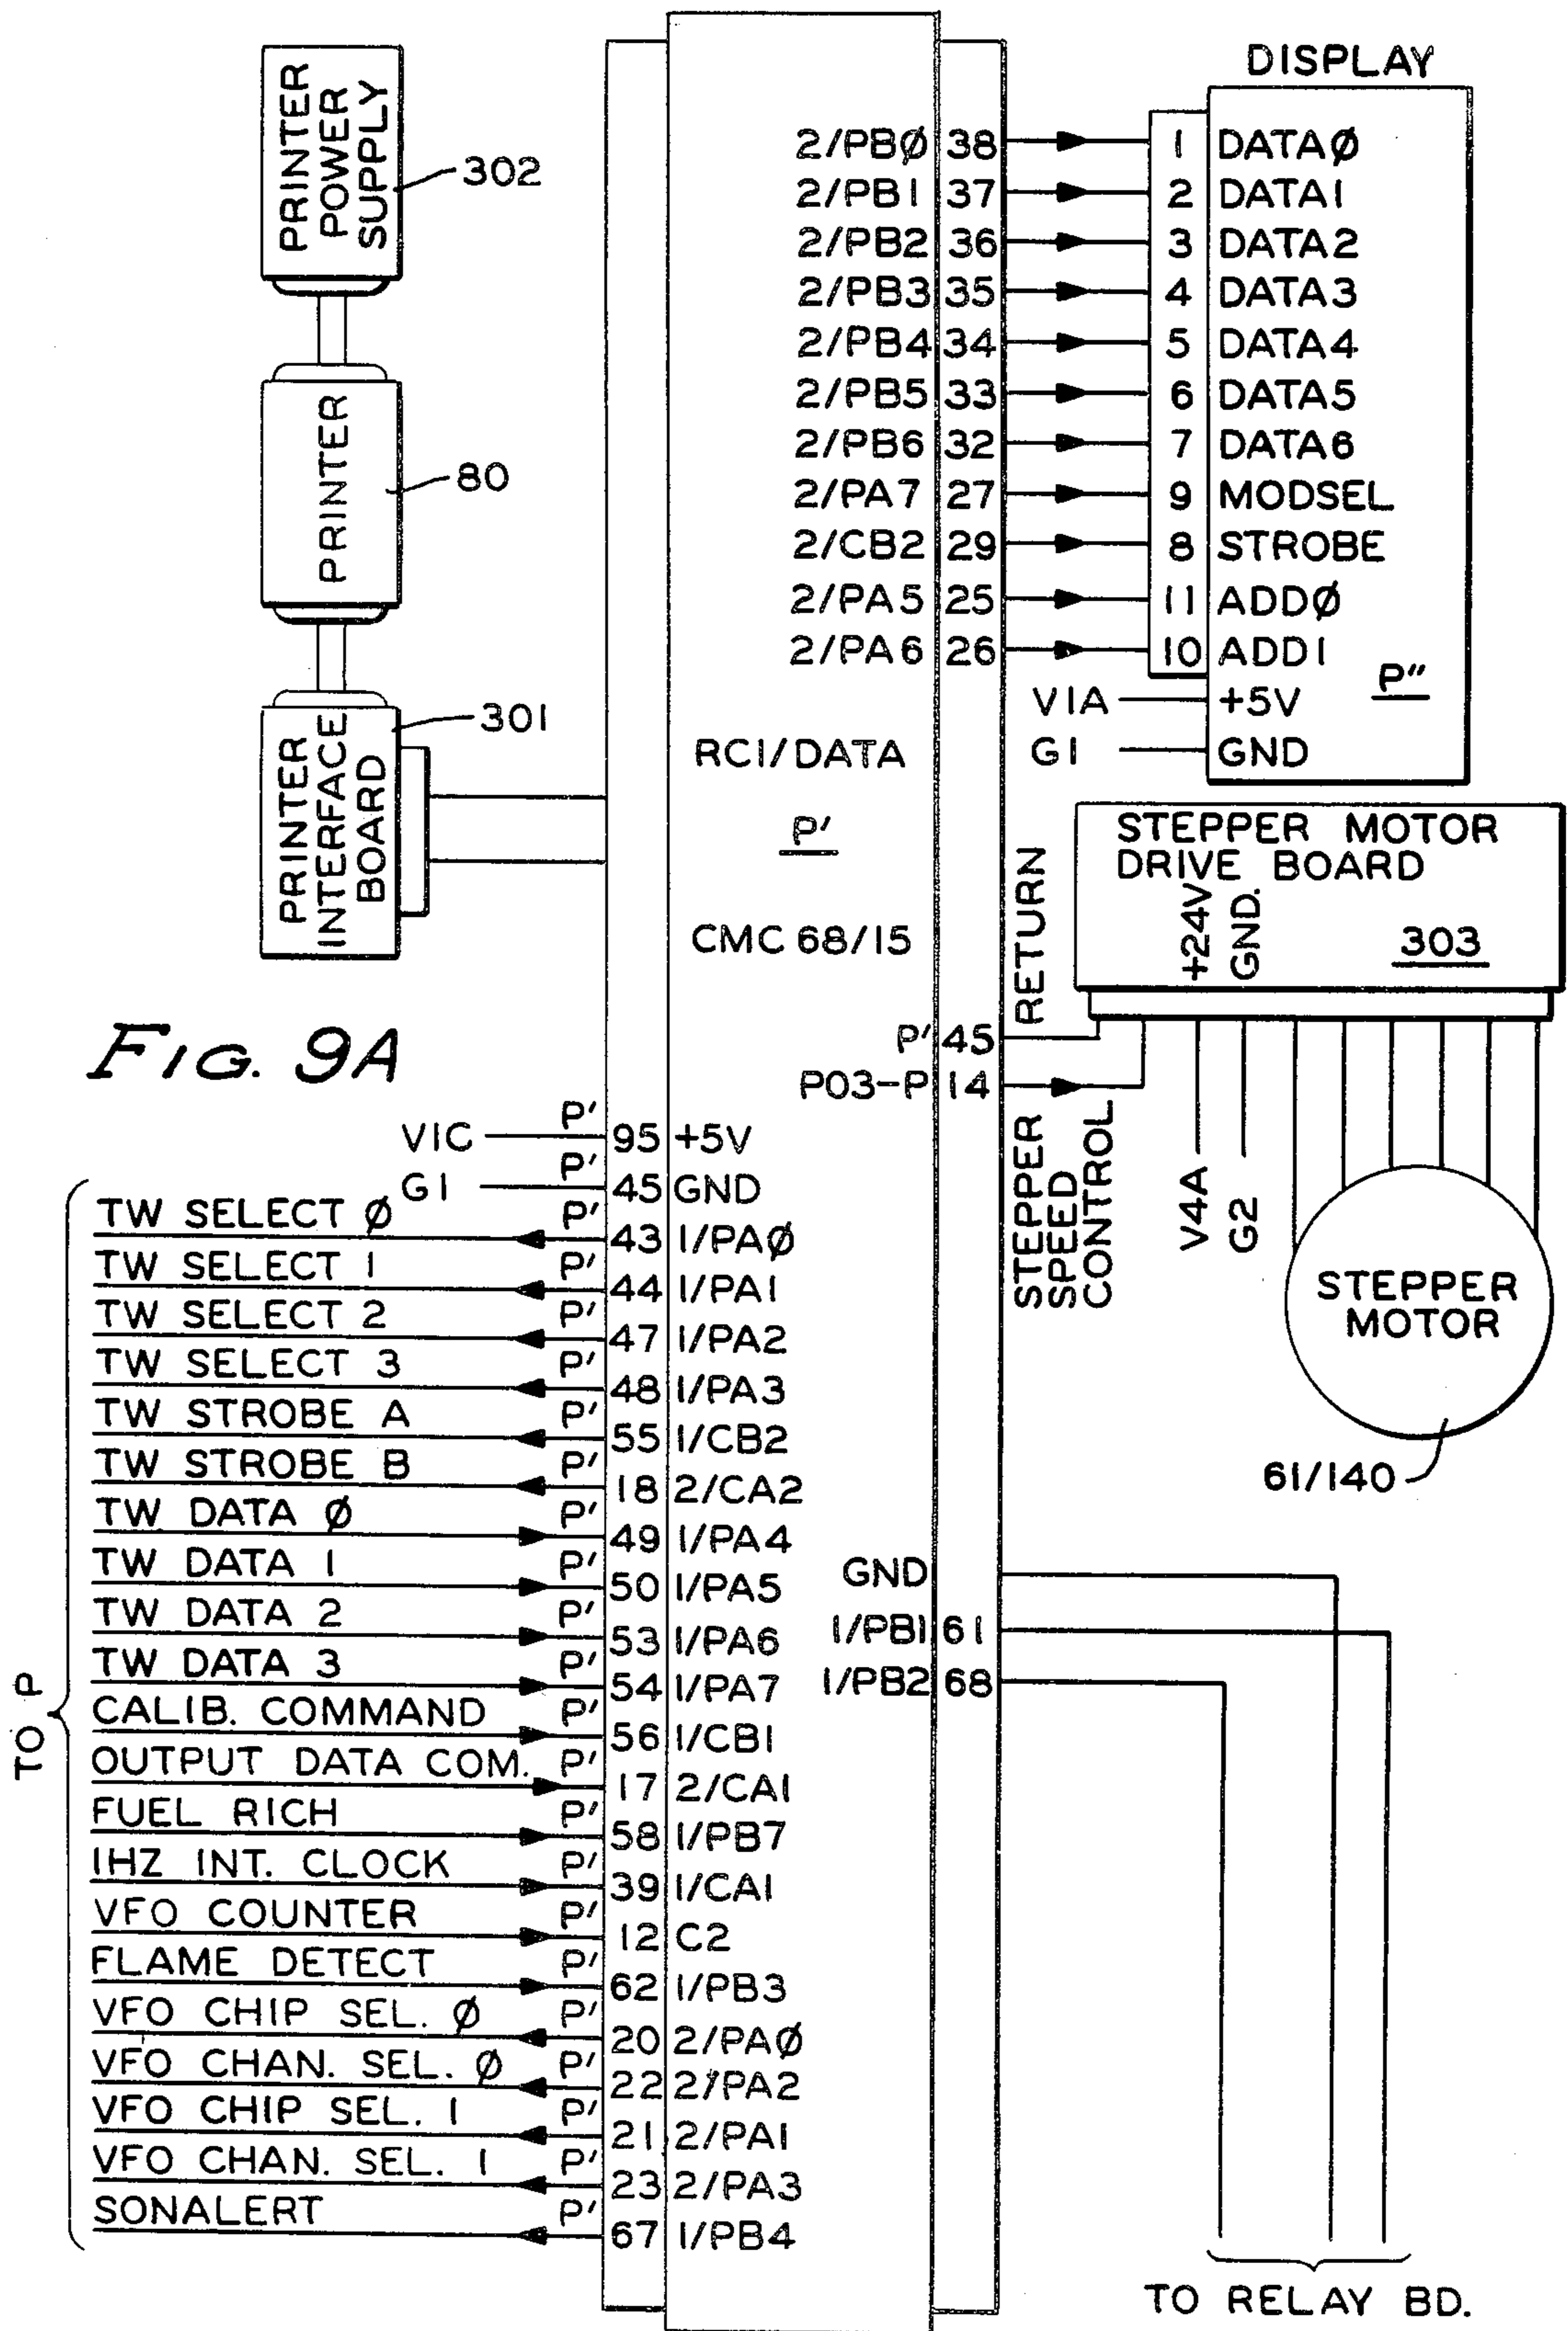 DISPLAY
PRINTER
POWER
SUPPLY
302
PRINTER
80
PRINTER
INTERFACE
BOARD
301
2/PBØ 38 1 DATAØ
2/PB1 37 2 DATA1
2/PB2 36 3 DATA2
2/PB3 35 4 DATA3
2/PB4 34 5 DATA4
2/PB5 33 6 DATA5
2/PB6 32 7 DATA6
2/PA7 27 9 MODSEL
2/CB2 29 8 STROBE
2/PA5 25 11 ADDØ
2/PA6 26 10 ADD1
P"
V1A +5V
G1 GND
RCI/DATA
P'
CMC 68/15
STEPPER MOTOR
DRIVE BOARD
+24V
GND.
303
RETURN
P' 45
P03-P 14
STEPPER
SPEED
CONTROL
V4A
G2
STEPPER
MOTOR
61/140
FIG. 9A
V1C P' 95 +5V
G1 P' 45 GND
TO P
TW SELECT Ø P' 43 1/PAØ
TW SELECT 1 P' 44 1/PA1
TW SELECT 2 P' 47 1/PA2
TW SELECT 3 P' 48 1/PA3
TW STROBE A P' 55 1/CB2
TW STROBE B P' 18 2/CA2
TW DATA Ø P' 49 1/PA4
TW DATA 1 P' 50 1/PA5
TW DATA 2 P' 53 1/PA6
TW DATA 3 P' 54 1/PA7
CALIB. COMMAND P' 56 1/CB1
OUTPUT DATA COM. P' 17 2/CA1
FUEL RICH P' 58 1/PB7
1HZ INT. CLOCK P' 39 1/CA1
VFO COUNTER P' 12 C2
FLAME DETECT P' 62 1/PB3
VFO CHIP SEL. Ø P' 20 2/PAØ
VFO CHAN. SEL. Ø P' 22 2/PA2
VFO CHIP SEL. 1 P' 21 2/PA1
VFO CHAN. SEL. 1 P' 23 2/PA3
SONALERT P' 67 1/PB4
GND
1/PB1 61
1/PB2 68
TO RELAY BD.